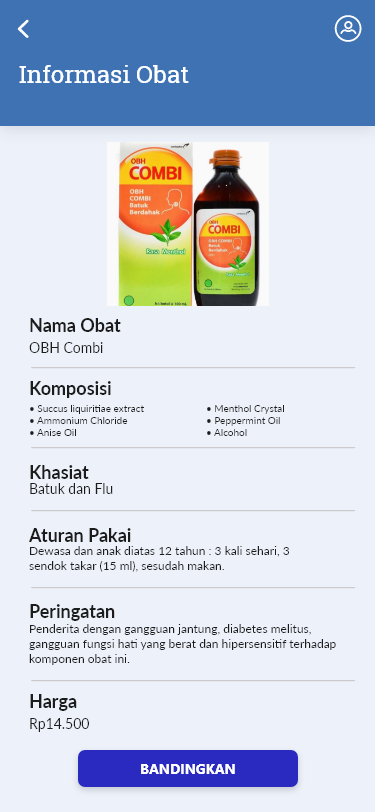 Informasi Obat
OBH
COMBI
OBH
COMBI
Batuk
Berdahak
Rasa Menthol
OBH
COMBI
OBH COMBI
Batuk Berdahak
Nama Obat
OBH Combi
Komposisi
• Succus liquiritiae extract
• Ammonium Chloride
• Anise Oil
• Menthol Crystal
• Peppermint Oil
• Alcohol
Khasiat
Batuk dan Flu
Aturan Pakai
Dewasa dan anak diatas 12 tahun : 3 kali sehari, 3
sendok takar (15 ml), sesudah makan.
Peringatan
Penderita dengan gangguan jantung, diabetes melitus,
gangguan fungsi hati yang berat dan hipersensitif terhadap
komponen obat ini.
Harga
Rp14.500
BANDINGKAN